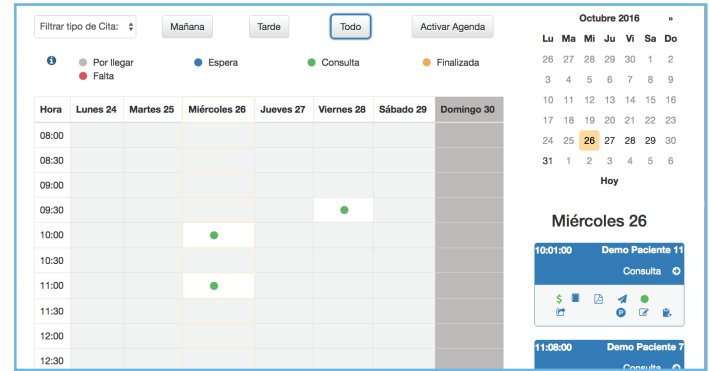 Filtrar tipo de Cita:
Mañana
Tarde
Todo
Activar Agenda
Por llegar
Espera
Consulta
Finalizada
Falta
Hora Lunes 24 Martes 25 Miércoles 26 Jueves 27 Viernes 28 Sábado 29 Domingo 30
08:00
08:30
09:00
09:30
10:00
10:30
11:00
11:30
12:00
12:30
Octubre 2016 »
Lu Ma Mi Ju Vi Sa Do
26 27 28 29 30 1 2
3 4 5 6 7 8 9
10 11 12 13 14 15 16
17 18 19 20 21 22 23
24 25 26 27 28 29 30
31 1 2 3 4 5 6
Hoy
Miércoles 26
10:01:00 Demo Paciente 11
Consulta
$
P
11:08:00 Demo Paciente 7
Consulta